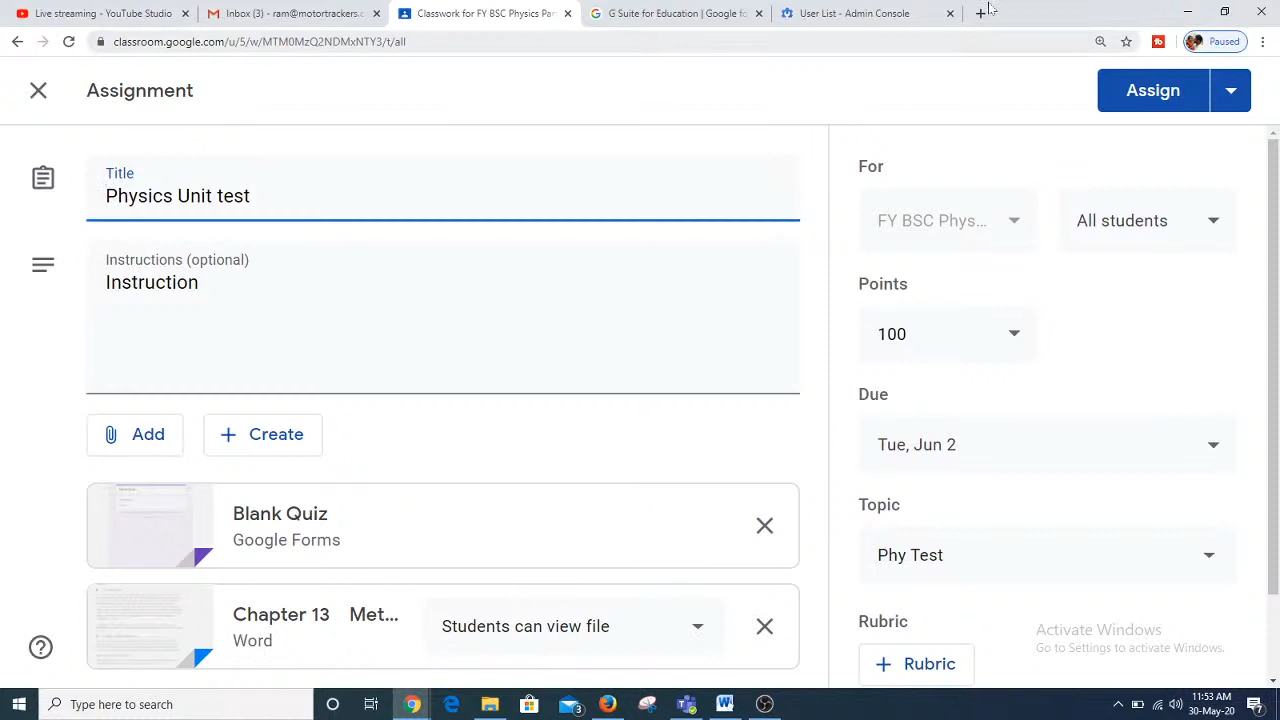 Live streaming - YouTube Studio
Inbox (3) - ram@motortrackers.c
Classwork for FY BSC Physics Par
G Suite for Education | Google fo
User List - Admin Console
classroom.google.com/u/5/w/MTM0MzQ2NDMxNTY3/t/all
Paused
Assignment
Assign
Title
Physics Unit test
Instructions (optional)
Instruction
Add
Create
Blank Quiz
Google Forms
Chapter 13 Met...
Word
Students can view file
For
FY BSC Phys...
All students
Points
100
Due
Tue, Jun 2
Topic
Phy Test
Rubric
Rubric
Activate Windows
Go to Settings to activate Windows.
Type here to search
11:53 AM
30-May-20